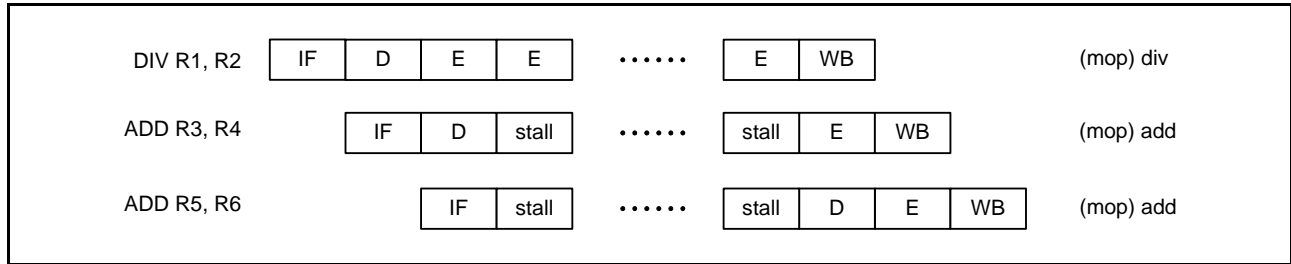 DIV R1, R2 IF D E E ...... E WB (mop) div
ADD R3, R4 IF D stall ...... stall E WB (mop) add
ADD R5, R6 IF stall ...... stall D E WB (mop) add